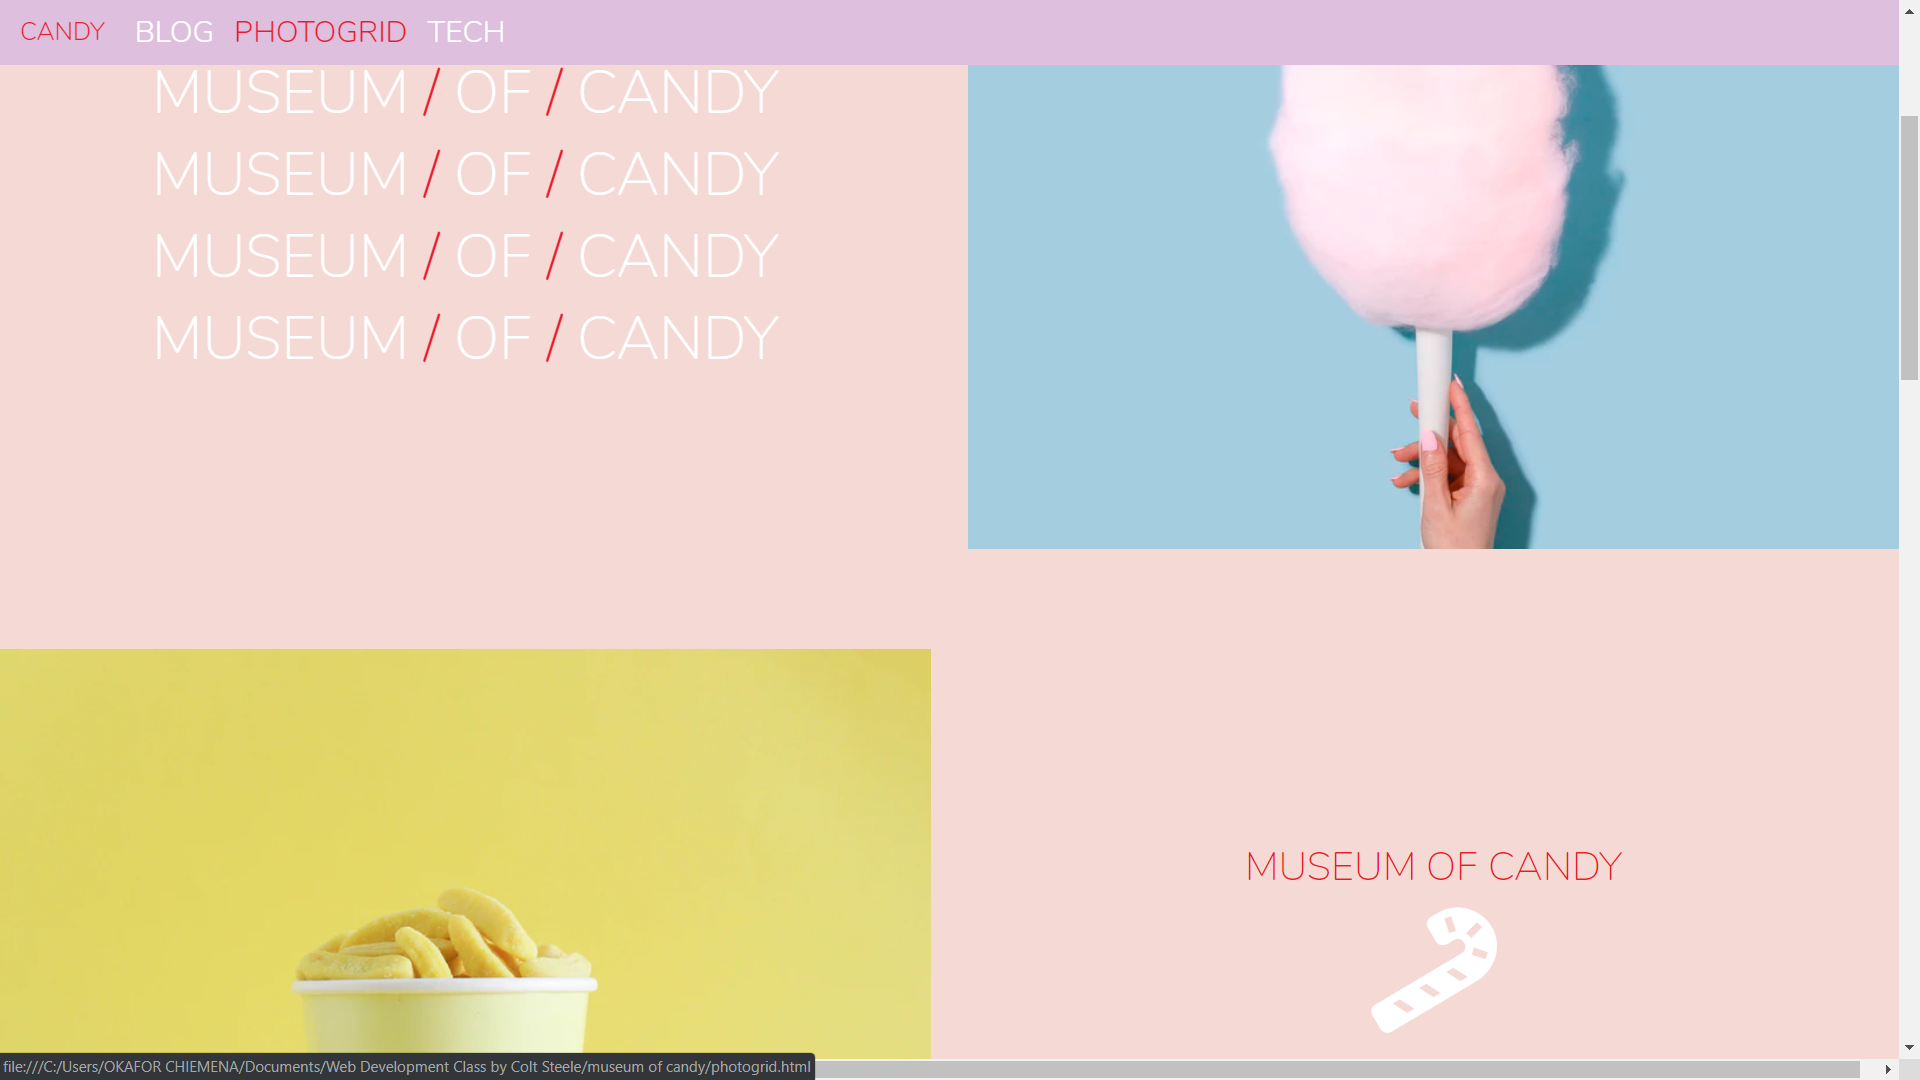 CANDY BLOG PHOTOGRID TECH
MUSEUM / OF / CANDY
MUSEUM / OF / CANDY
MUSEUM / OF / CANDY
MUSEUM / OF / CANDY
MUSEUM OF CANDY
file:///C:/Users/OKAFOR CHIEMENA/Documents/Web Development Class by Colt Steele/museum of candy/photogrid.html